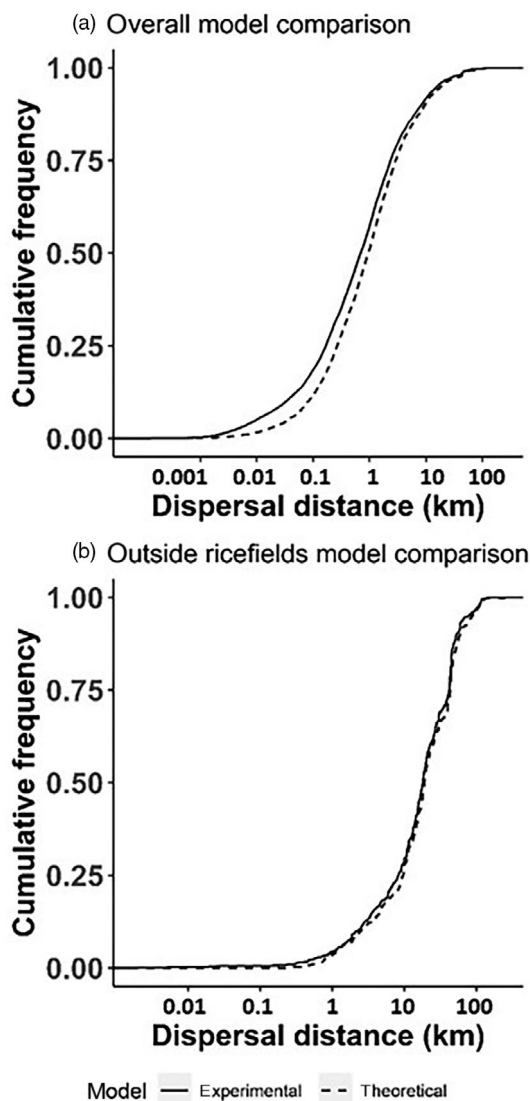 (a) Overall model comparison
Cumulative frequency
1.00
0.75
0.50
0.25
0.00
0.001 0.01 0.1 1 10 100
Dispersal distance (km)
(b) Outside ricefields model comparison
Cumulative frequency
1.00
0.75
0.50
0.25
0.00
0.01 0.1 1 10 100
Dispersal distance (km)
Model Experimental Theoretical